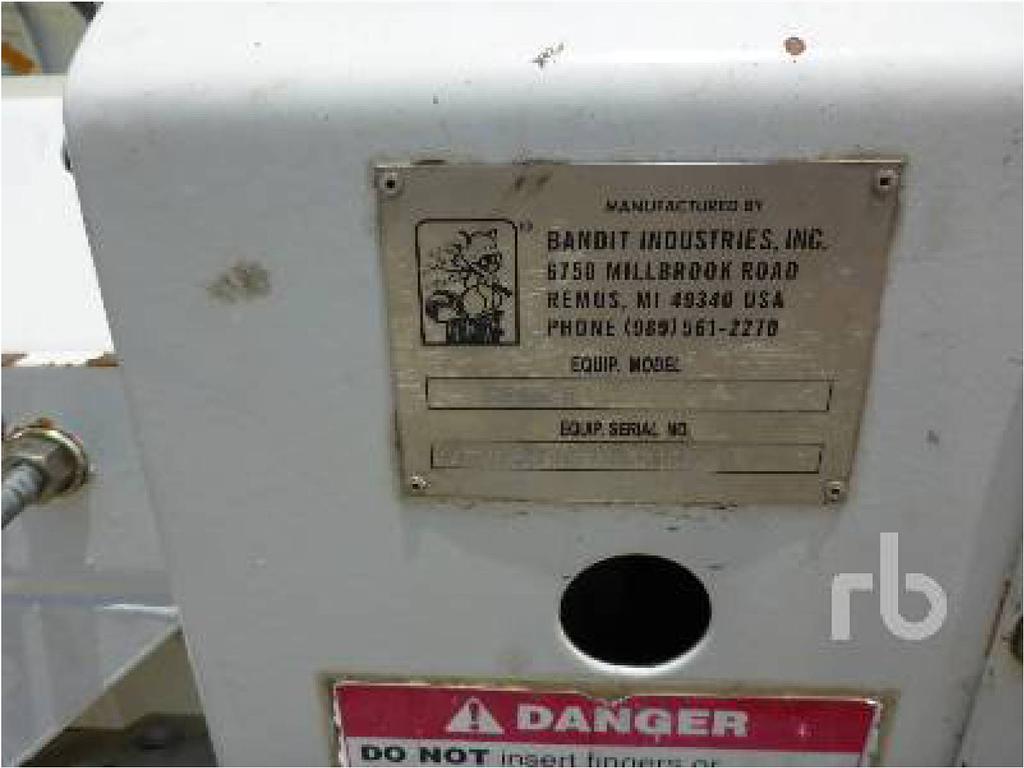 MANUFACTURED BY
BANDIT INDUSTRIES, INC.
6750 MILLBROOK ROAD
REMUS, MI 49340 USA
PHONE (989) 561-2270
EQUIP. MODEL
EQUIP. SERIAL NO.
rb
DANGER
DO NOT insert fingers or